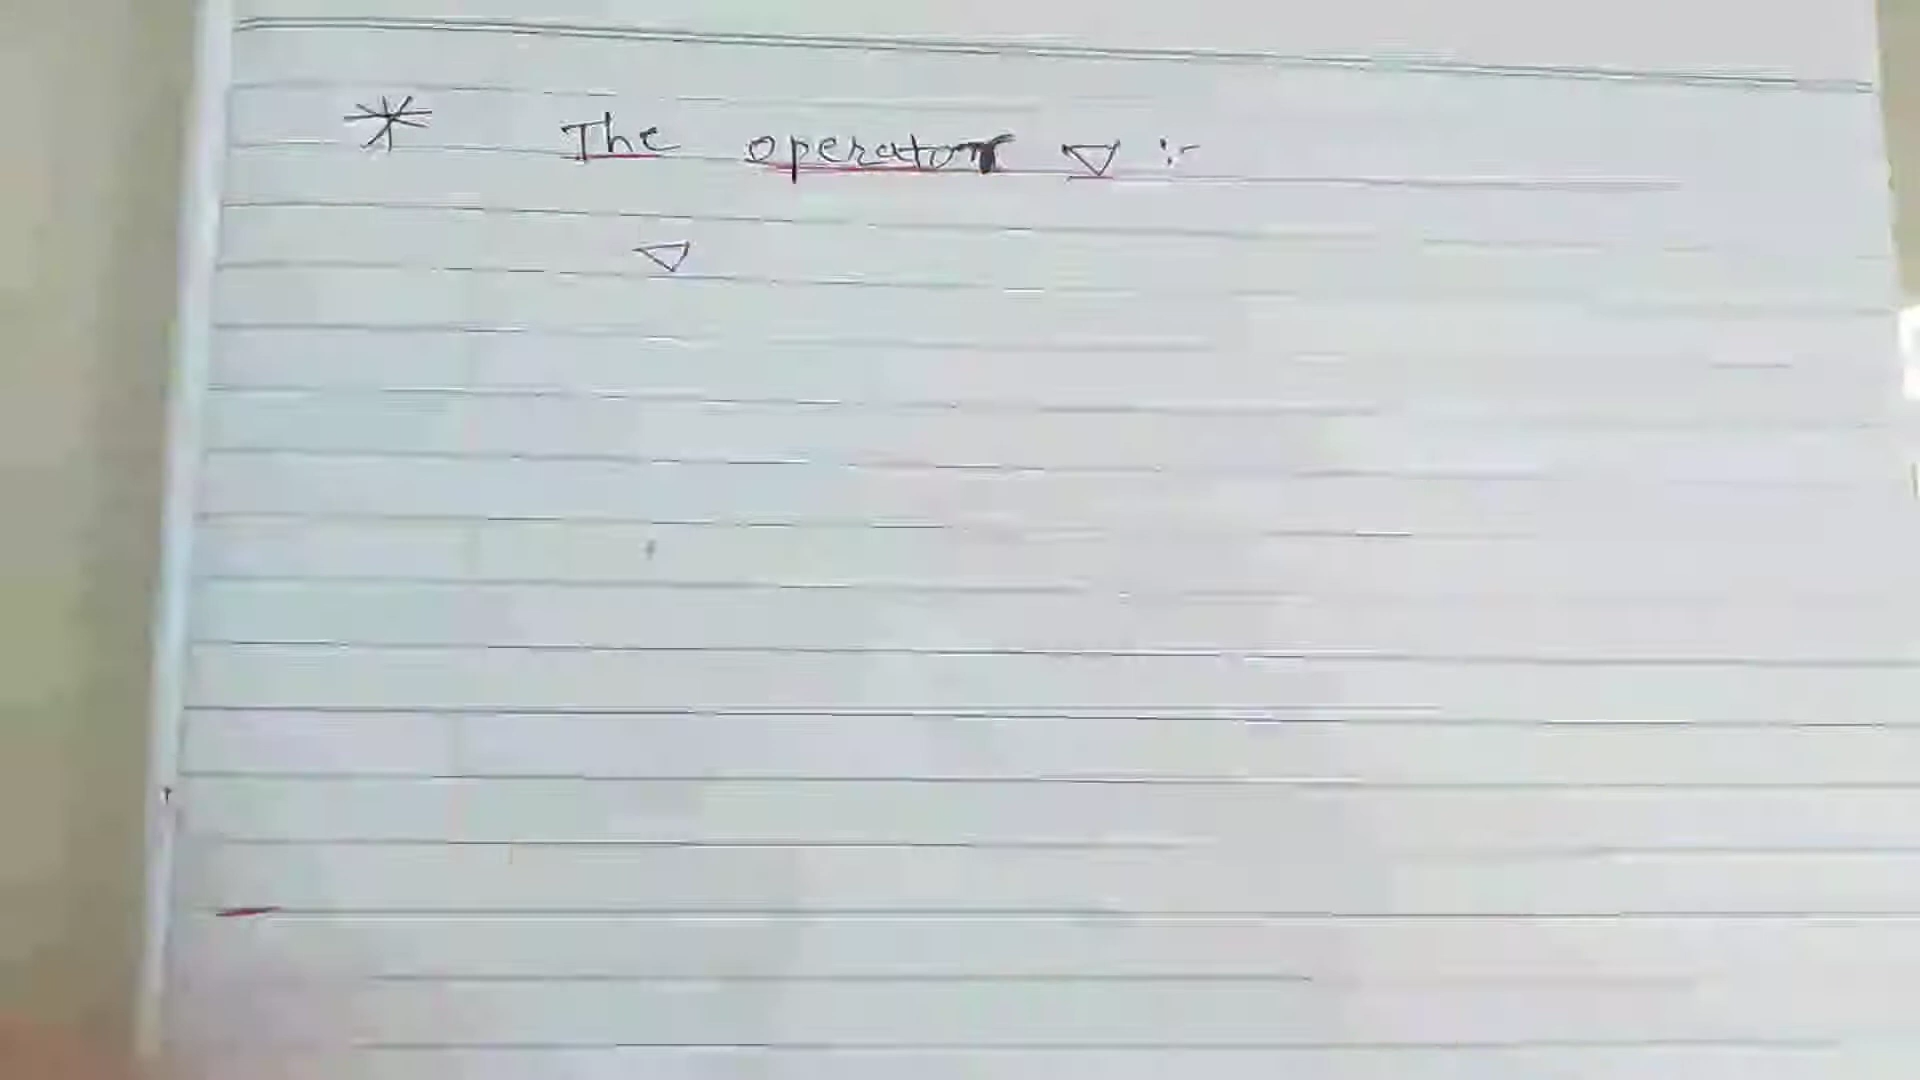 * The operator ∇ :-
∇